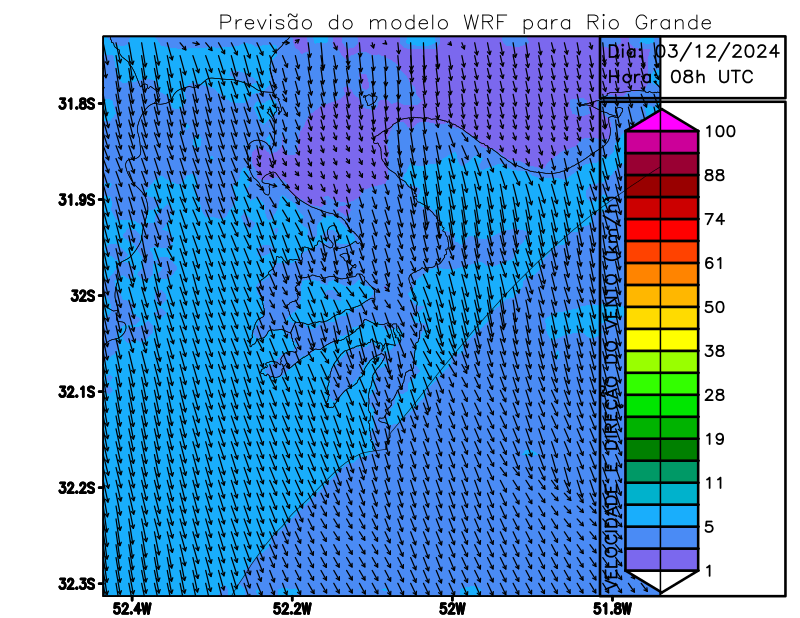 Previsão do modelo WRF para Rio Grande
Dia: 03/12/2024
Hora: 08h UTC
31.8S
31.9S
32S
32.1S
32.2S
32.3S
52.4W
52.2W
52W
51.8W
VELOCIDADE E DIREÇÃO DO VENTO (km/h)
100
88
74
61
50
38
28
19
11
5
1